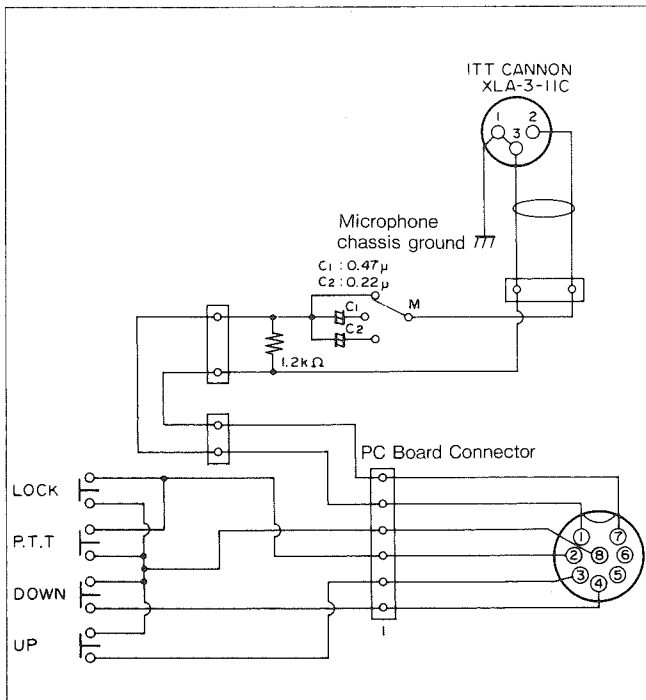 ITT CANNON
XLA-3-11C
1
2
3
Microphone
chassis ground
C1 : 0.47μ
C2 : 0.22μ
C1
M
C2
1.2kΩ
PC Board Connector
LOCK
P.T.T
DOWN
UP
1
7
2
8
6
3
5
4
1